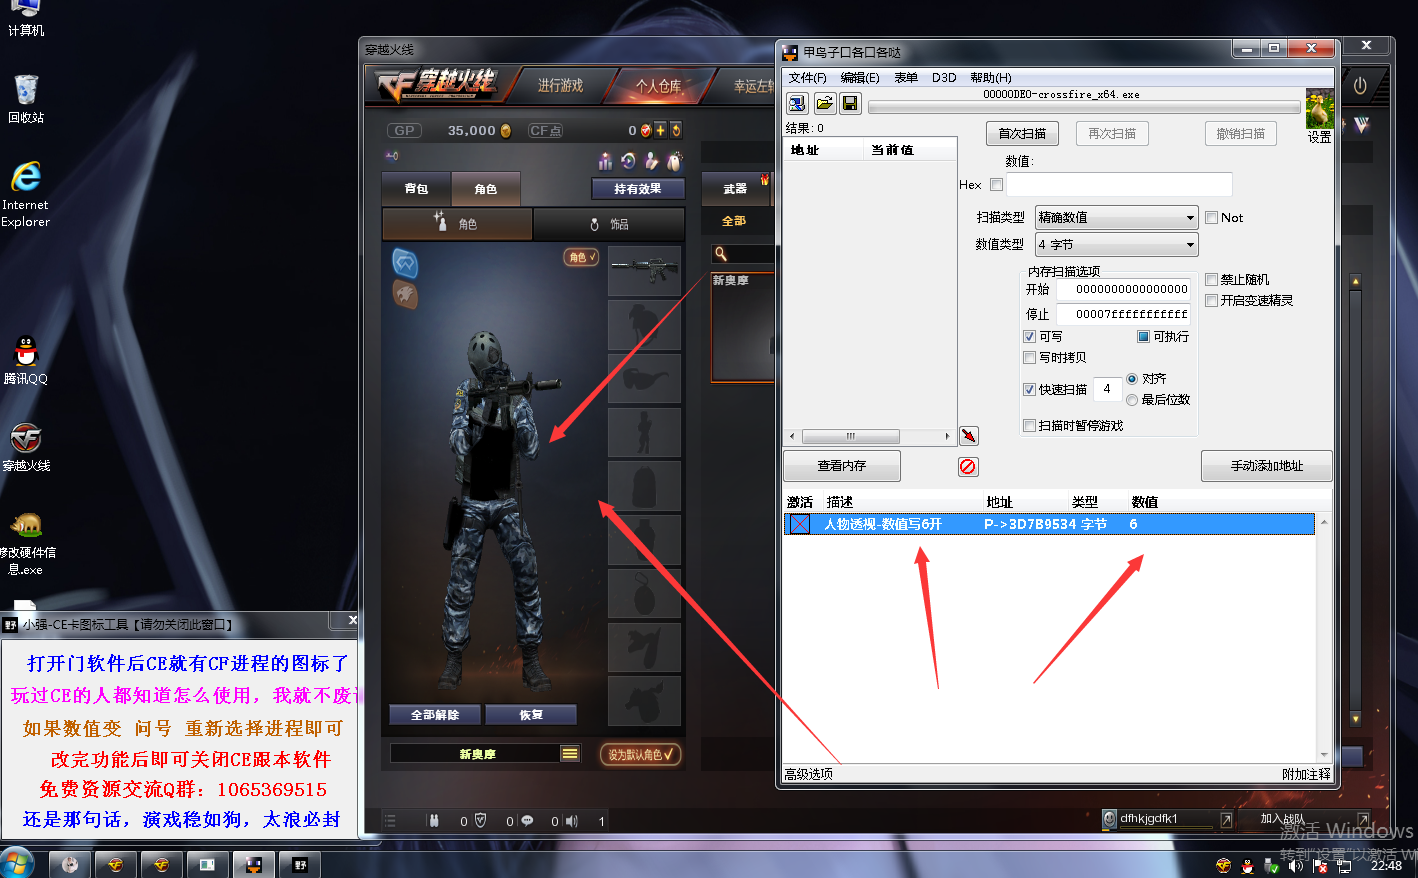 计算机
回收站
Internet
Explorer
腾讯QQ
穿越火线
修改硬件信
息.exe
小强-CE卡图标工具【请勿关闭此窗口】
打开门软件后CE就有CF进程的图标了
玩过CE的人都知道怎么使用，我就不废
如果数值变 问号 重新选择进程即可
改完功能后即可关闭CE跟本软件
免费资源交流Q群：1065369515
还是那句话，演戏稳如狗，太浪必封
穿越火线
穿越火线
进行游戏
个人仓库
幸运左轮
GP
35,000
CF点
0
背包
角色
持有效果
角色
饰品
角色
武器
全部
新奥摩
全部解除
恢复
新奥摩
设为默认角色
0
0
0
1
dfhkjgdfk1
加入战队
甲鸟子口各口各哒
文件(F) 编辑(E) 表单 D3D 帮助(H)
00000DE0-crossfire_x64.exe
设置
结果: 0
地址 当前值
首次扫描
再次扫描
撤销扫描
数值:
Hex
扫描类型 精确数值
Not
数值类型 4 字节
内存扫描选项
开始 0000000000000000
停止 00007fffffffffff
禁止随机
开启变速精灵
可写
可执行
写时拷贝
快速扫描 4
对齐
最后位数
扫描时暂停游戏
查看内存
手动添加地址
激活 描述 地址 类型 数值
人物透视-数值写6开 P->3D7B9534 字节 6
高级选项
附加注释
激活 Windows
转到"设置"以激活 W
22:48